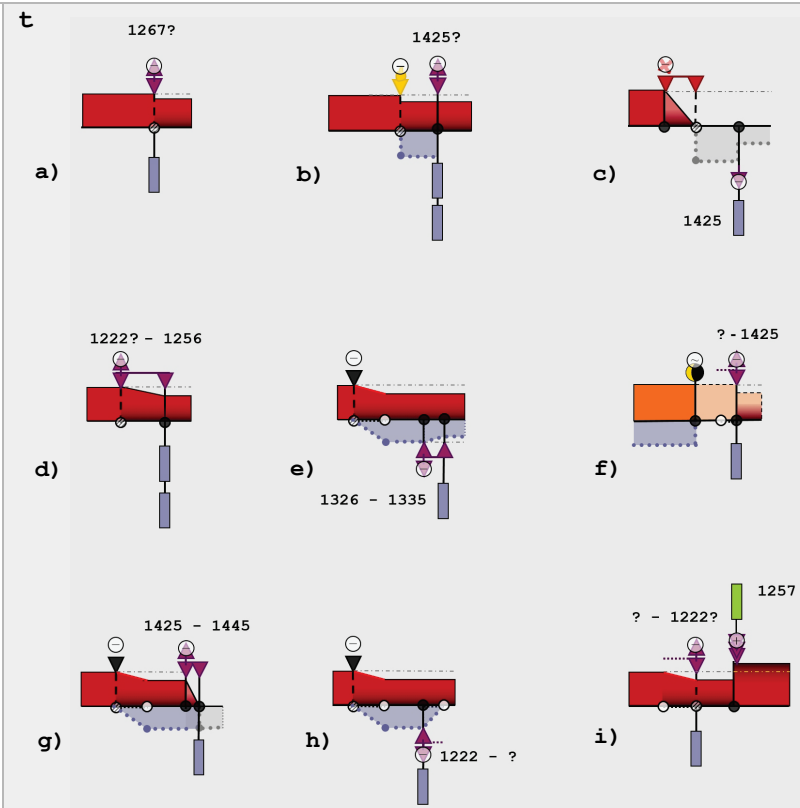 t
1267?
1425?
a)
b)
c)
1425
1222? - 1256
? - 1425
d)
e)
f)
1326 - 1335
1257
? - 1222?
1425 - 1445
g)
h)
i)
1222 - ?